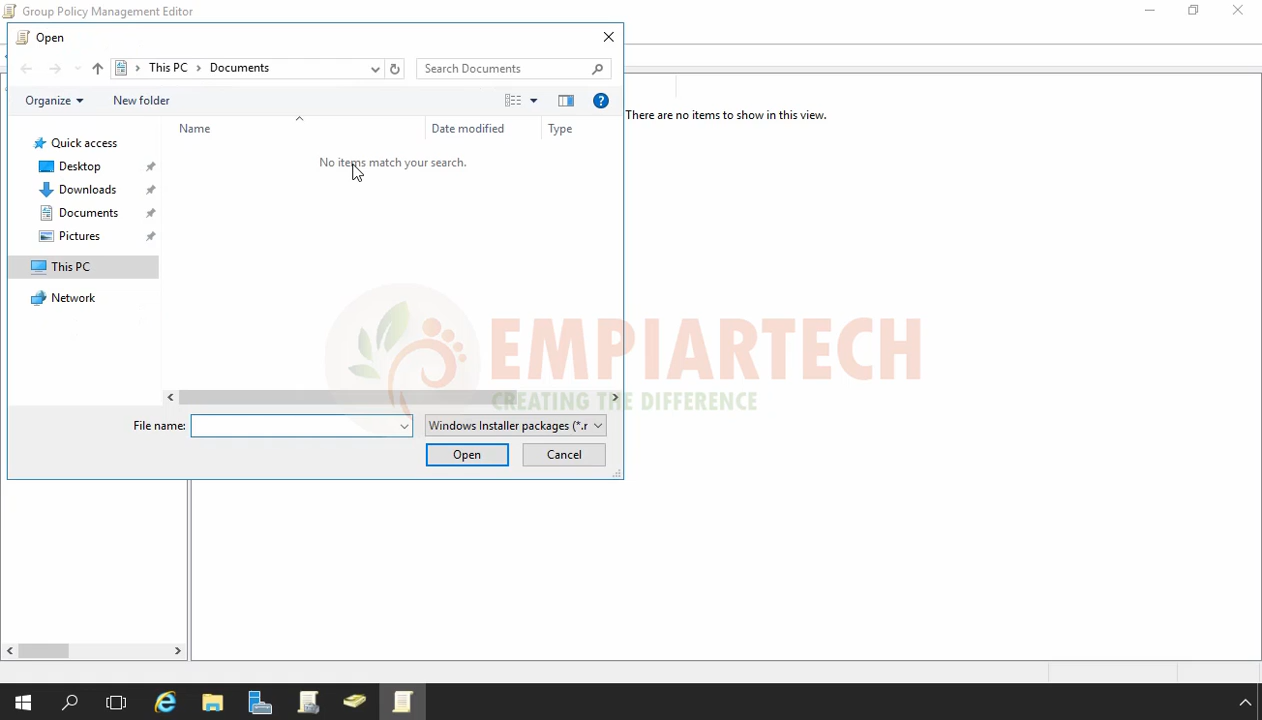 Group Policy Management Editor
Open
This PC > Documents
Search Documents
Organize
New folder
Name
Date modified
Type
There are no items to show in this view.
No items match your search.
Quick access
Desktop
Downloads
Documents
Pictures
This PC
Network
EMPIARTECH
CREATING THE DIFFERENCE
File name:
Windows Installer packages (*.r
Open
Cancel